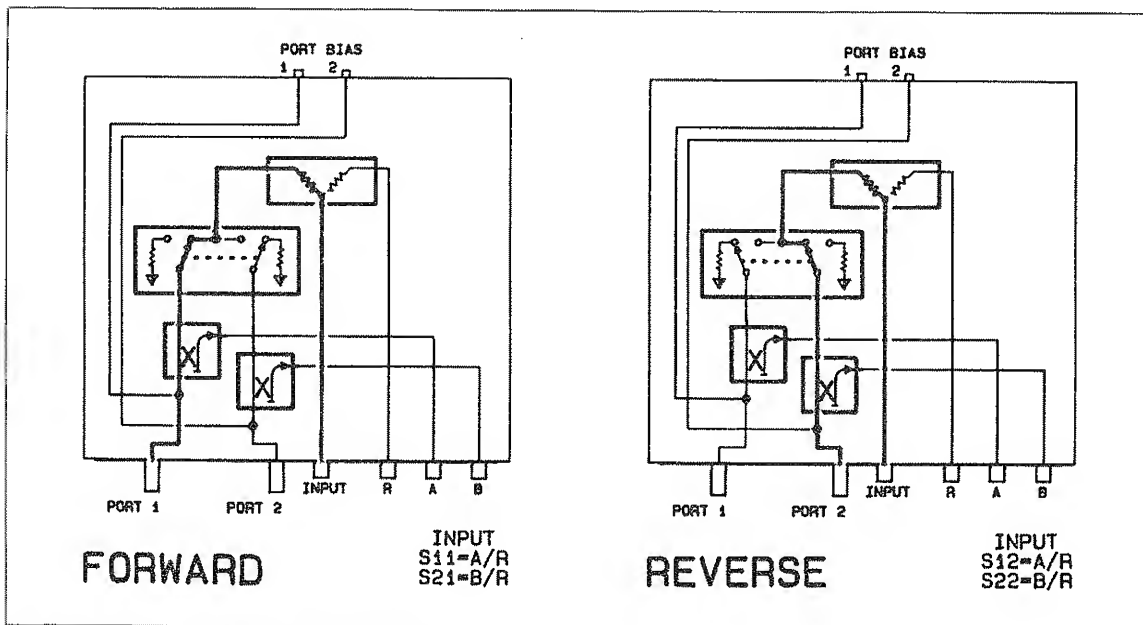 PORT BIAS
1 2
INPUT R A B
PORT 1 PORT 2
FORWARD
INPUT
S11=A/R
S21=B/R
PORT BIAS
1 2
INPUT R A B
PORT 1 PORT 2
REVERSE
INPUT
S12=A/R
S22=B/R